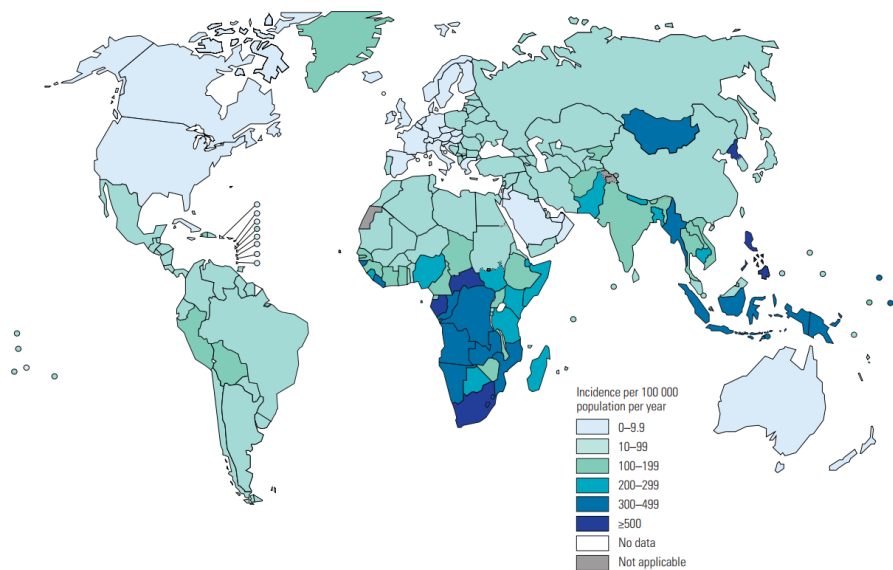 Incidence per 100 000
population per year
0–9.9
10–99
100–199
200–299
300–499
≥500
No data
Not applicable